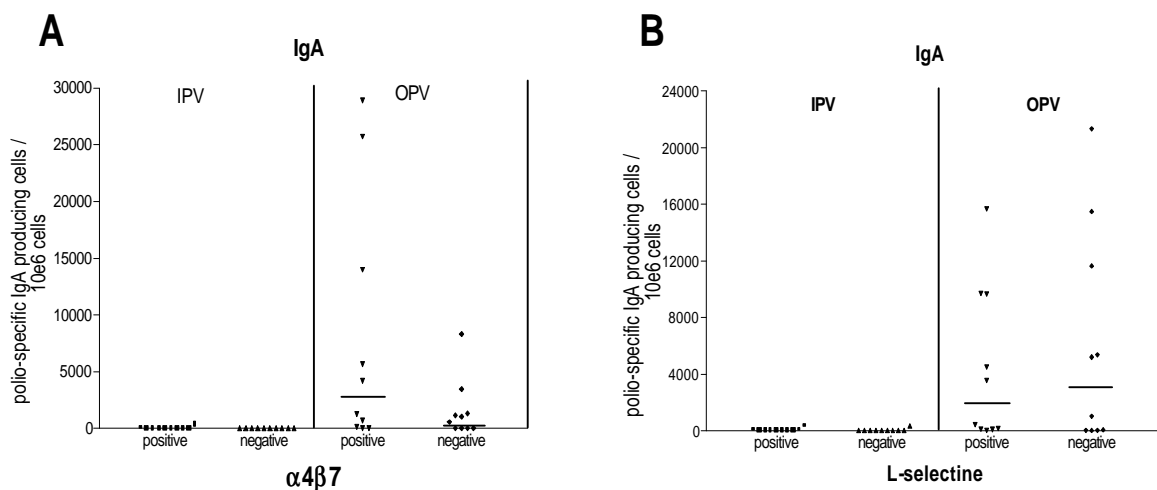 A
IgA
IPV
OPV
polio-specific IgA producing cells /
10e6 cells
30000
25000
20000
15000
10000
5000
0
positive
negative
positive
negative
α4β7
B
IgA
IPV
OPV
polio-specific IgA producing cells /
10e6 cells
24000
20000
16000
12000
8000
4000
0
positive
negative
positive
negative
L-selectine